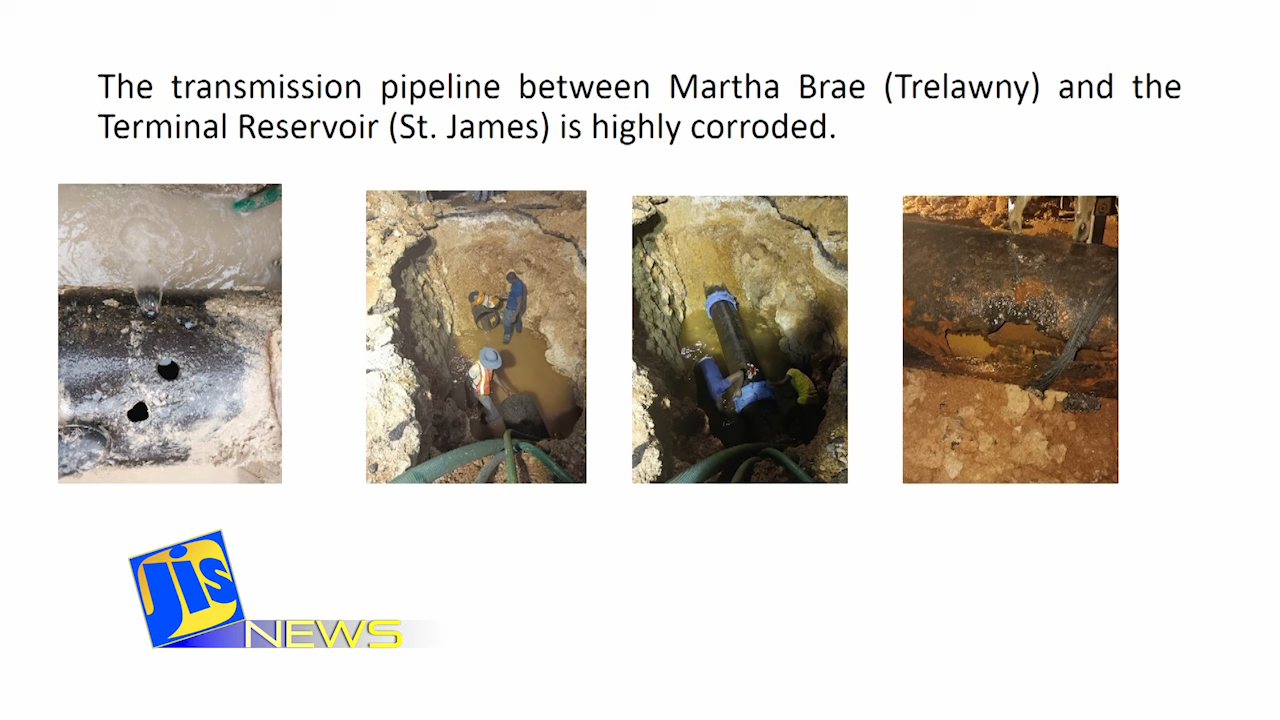 The transmission pipeline between Martha Brae (Trelawny) and the
Terminal Reservoir (St. James) is highly corroded.
jis
NEWS